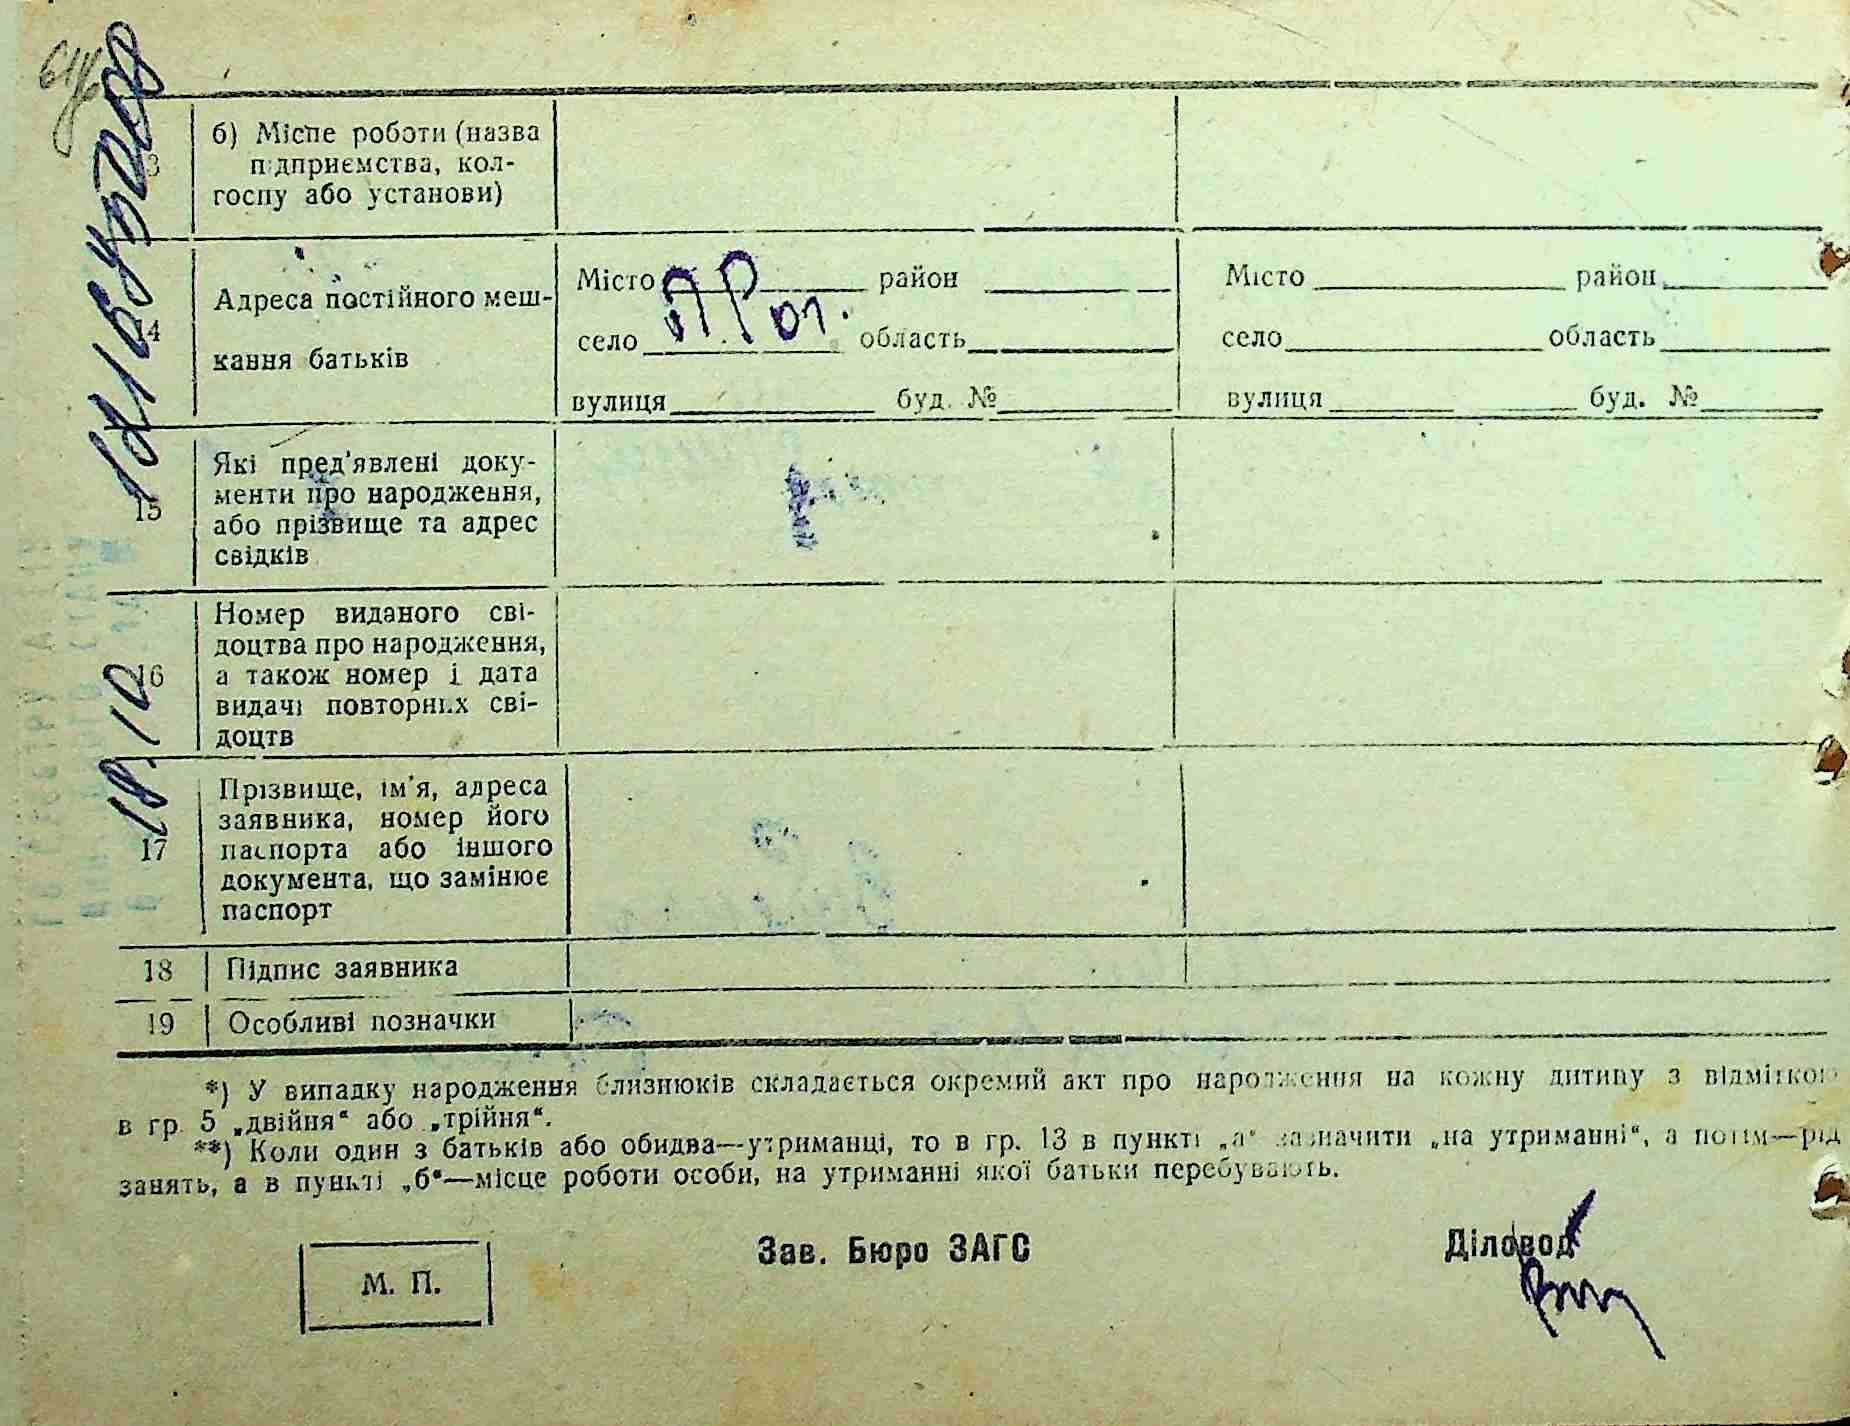 б) Місце роботи (назва
підприємства, кол-
госпу або установи)
14
Адреса постійного меш-
кання батьків
Місто район
село область
вулиця буд. №
Місто район
село область
вулиця буд. №
15
Які пред’явлені доку-
менти про народження,
або прізвище та адрес
свідків
16
Номер виданого сві-
доцтва про народження,
а також номер і дата
видачі повторних сві-
доцтв
18/10
17
Прізвище, ім’я, адреса
заявника, номер його
паспорта або іншого
документа, що замінює
паспорт
18 Підпис заявника
19 Особливі позначки
*) У випадку народження близнюків складається окремий акт про народження на кожну дитину з відміткою
в гр. 5 „двійня“ або „трійня“.
**) Коли один з батьків або обидва—утриманці, то в гр. 13 в пункті „а“ зазначити „на утриманні“, а потім—рід
занять, а в пункті „б“—місце роботи особи, на утриманні якої батьки перебувають.
М. П.
Зав. Бюро ЗАГС
Діловод